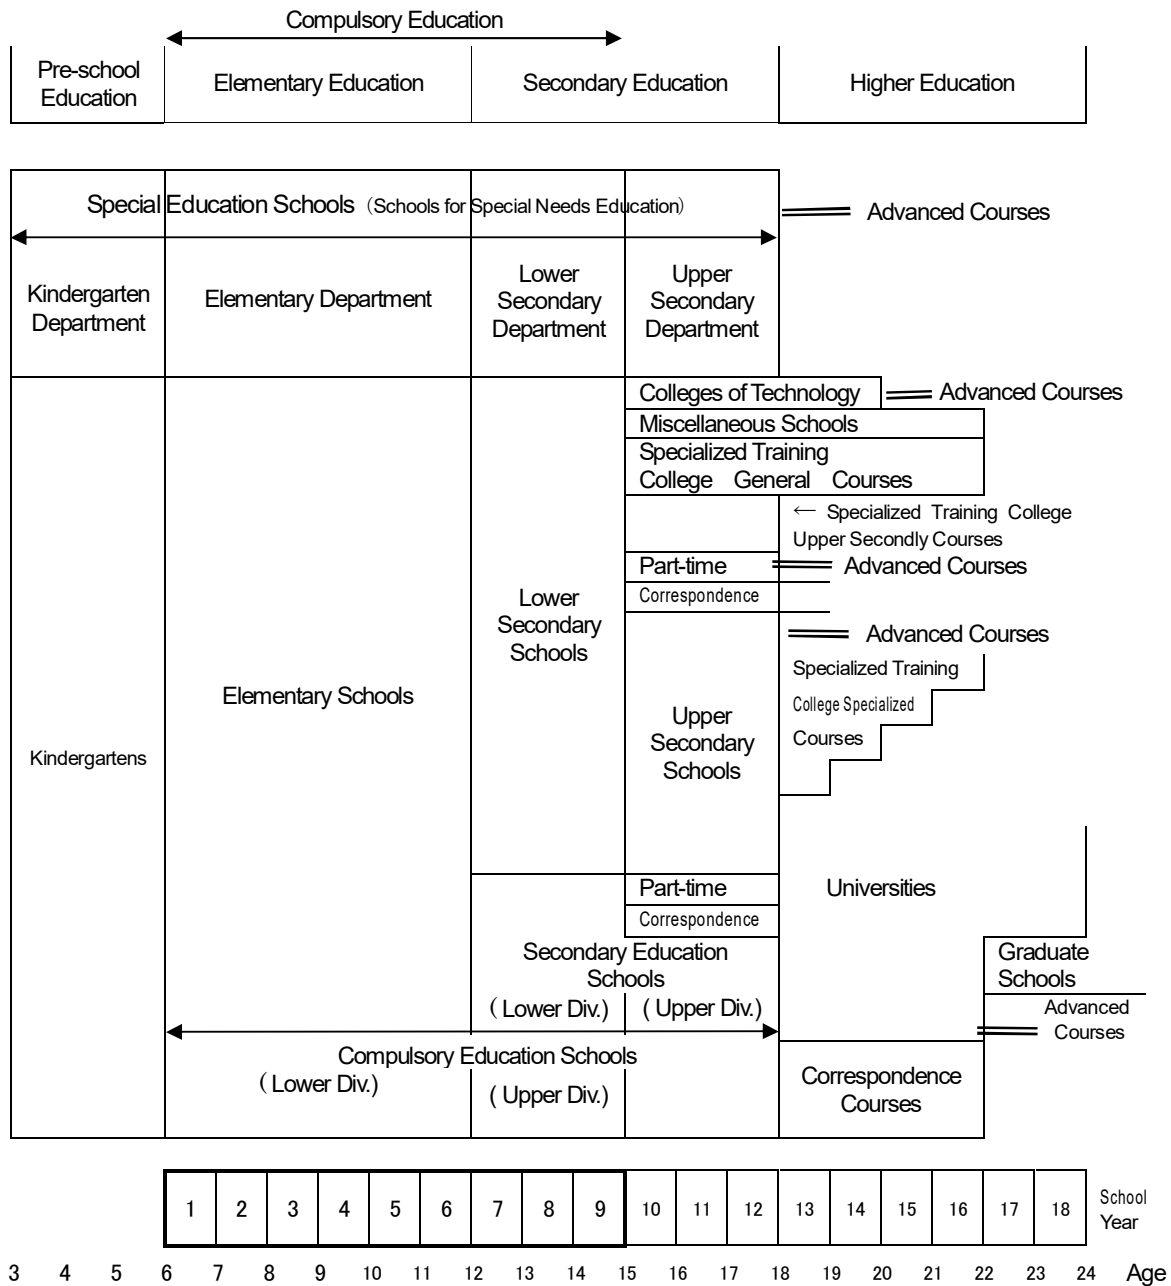 Compulsory Education
Pre-school
Education
Elementary Education
Secondary Education
Higher Education
Special Education Schools（Schools for Special Needs Education）
Advanced Courses
Kindergarten
Department
Elementary Department
Lower
Secondary
Department
Upper
Secondary
Department
Colleges of Technology
Advanced Courses
Miscellaneous Schools
Specialized Training
College General Courses
← Specialized Training College
Upper Secondly Courses
Part-time
Advanced Courses
Correspondence
Lower
Secondary
Schools
Advanced Courses
Specialized Training
College Specialized
Courses
Elementary Schools
Upper
Secondary
Schools
Kindergartens
Part-time
Correspondence
Universities
Secondary Education
Schools
（Lower Div.）
( Upper Div.）
Graduate
Schools
Advanced
Courses
Compulsory Education Schools
（Lower Div.）
( Upper Div.）
Correspondence
Courses
1 2 3 4 5 6 7 8 9 10 11 12 13 14 15 16 17 18
School
Year
3 4 5 6 7 8 9 10 11 12 13 14 15 16 17 18 19 20 21 22 23 24 Age